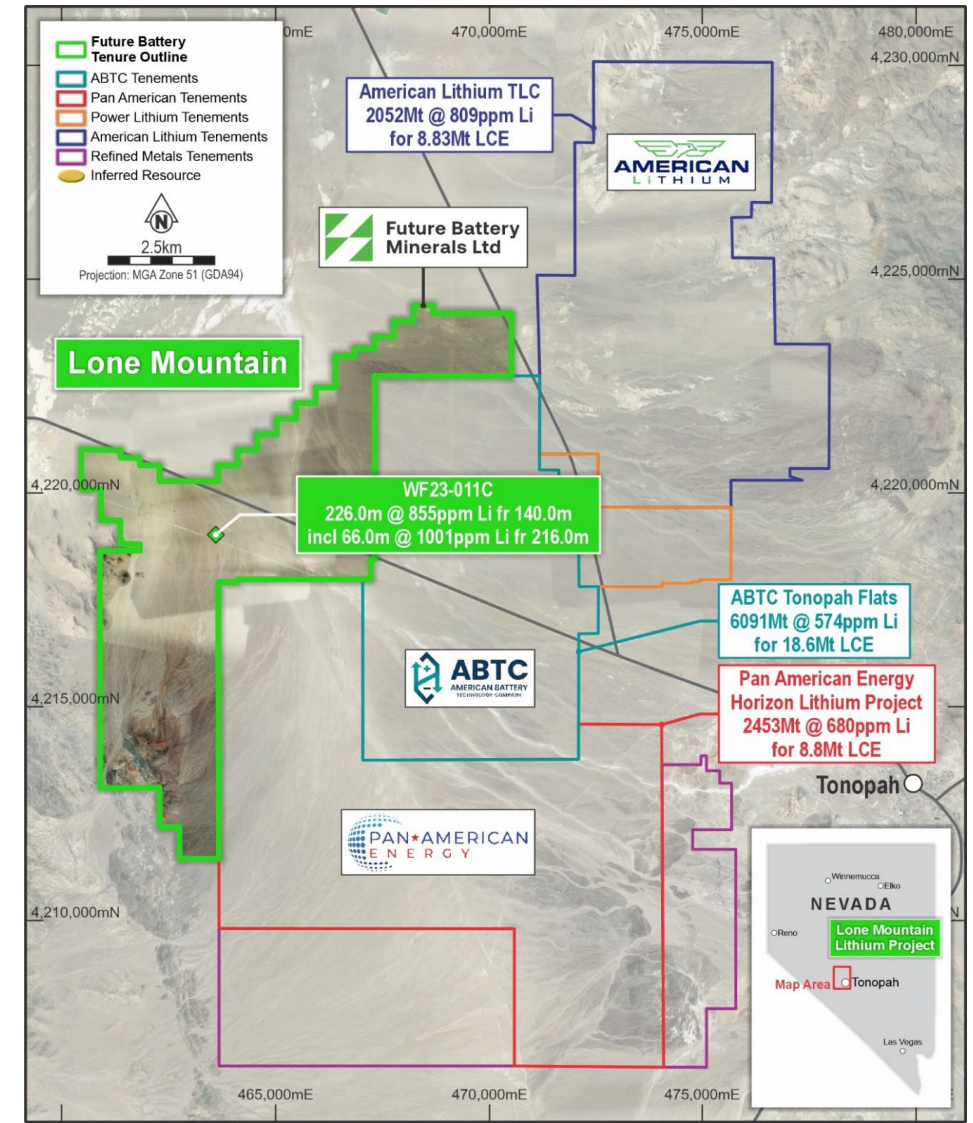 Future Battery
Tenure Outline
ABTC Tenements
Pan American Tenements
Power Lithium Tenements
American Lithium Tenements
Refined Metals Tenements
Inferred Resource
N
2.5km
Projection: MGA Zone 51 (GDA94)
0mE
470,000mE
475,000mE
480,000mE
4,230,000mN
American Lithium TLC
2052Mt @ 809ppm Li
for 8.83Mt LCE
AMERICAN
LiTHIUM
Future Battery
Minerals Ltd
4,225,000mN
Lone Mountain
4,220,000mN
4,220,000mN
WF23-011C
226.0m @ 855ppm Li fr 140.0m
incl 66.0m @ 1001ppm Li fr 216.0m
ABTC Tonopah Flats
6091Mt @ 574ppm Li
for 18.6Mt LCE
ABTC
AMERICAN BATTERY
TECHNOLOGY COMPANY
Pan American Energy
Horizon Lithium Project
2453Mt @ 680ppm Li
for 8.8Mt LCE
4,215,000mN
Tonopah
PAN★AMERICAN
ENERGY
4,210,000mN
N
Winnemucca
Elko
NEVADA
Reno
Lone Mountain
Lithium Project
Map Area
Tonopah
Las Vegas
465,000mE
470,000mE
475,000mE